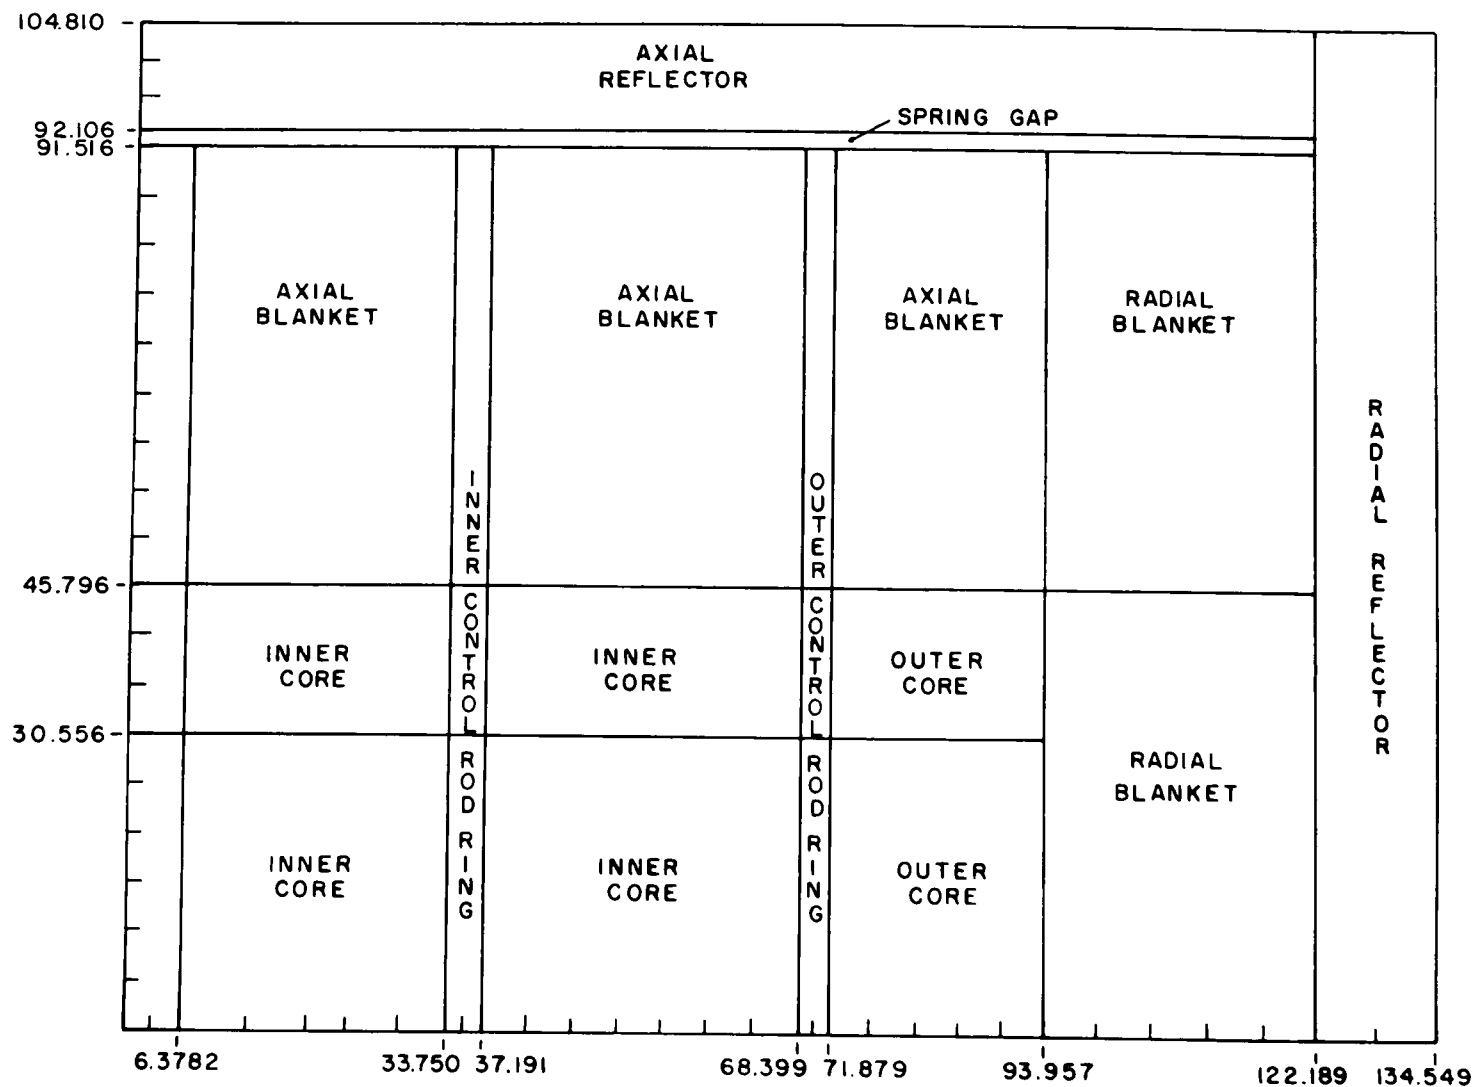 104.810
AXIAL
REFLECTOR
SPRING GAP
92.106
91.516
AXIAL
BLANKET
AXIAL
BLANKET
AXIAL
BLANKET
RADIAL
BLANKET
RADIAL REFLECTOR
INNER CONTROL ROD RING
OUTER CONTROL ROD RING
45.796
INNER
CORE
INNER
CORE
OUTER
CORE
30.556
RADIAL
BLANKET
INNER
CORE
INNER
CORE
OUTER
CORE
6.3782
33.750
37.191
68.399
71.879
93.957
122.189
134.549